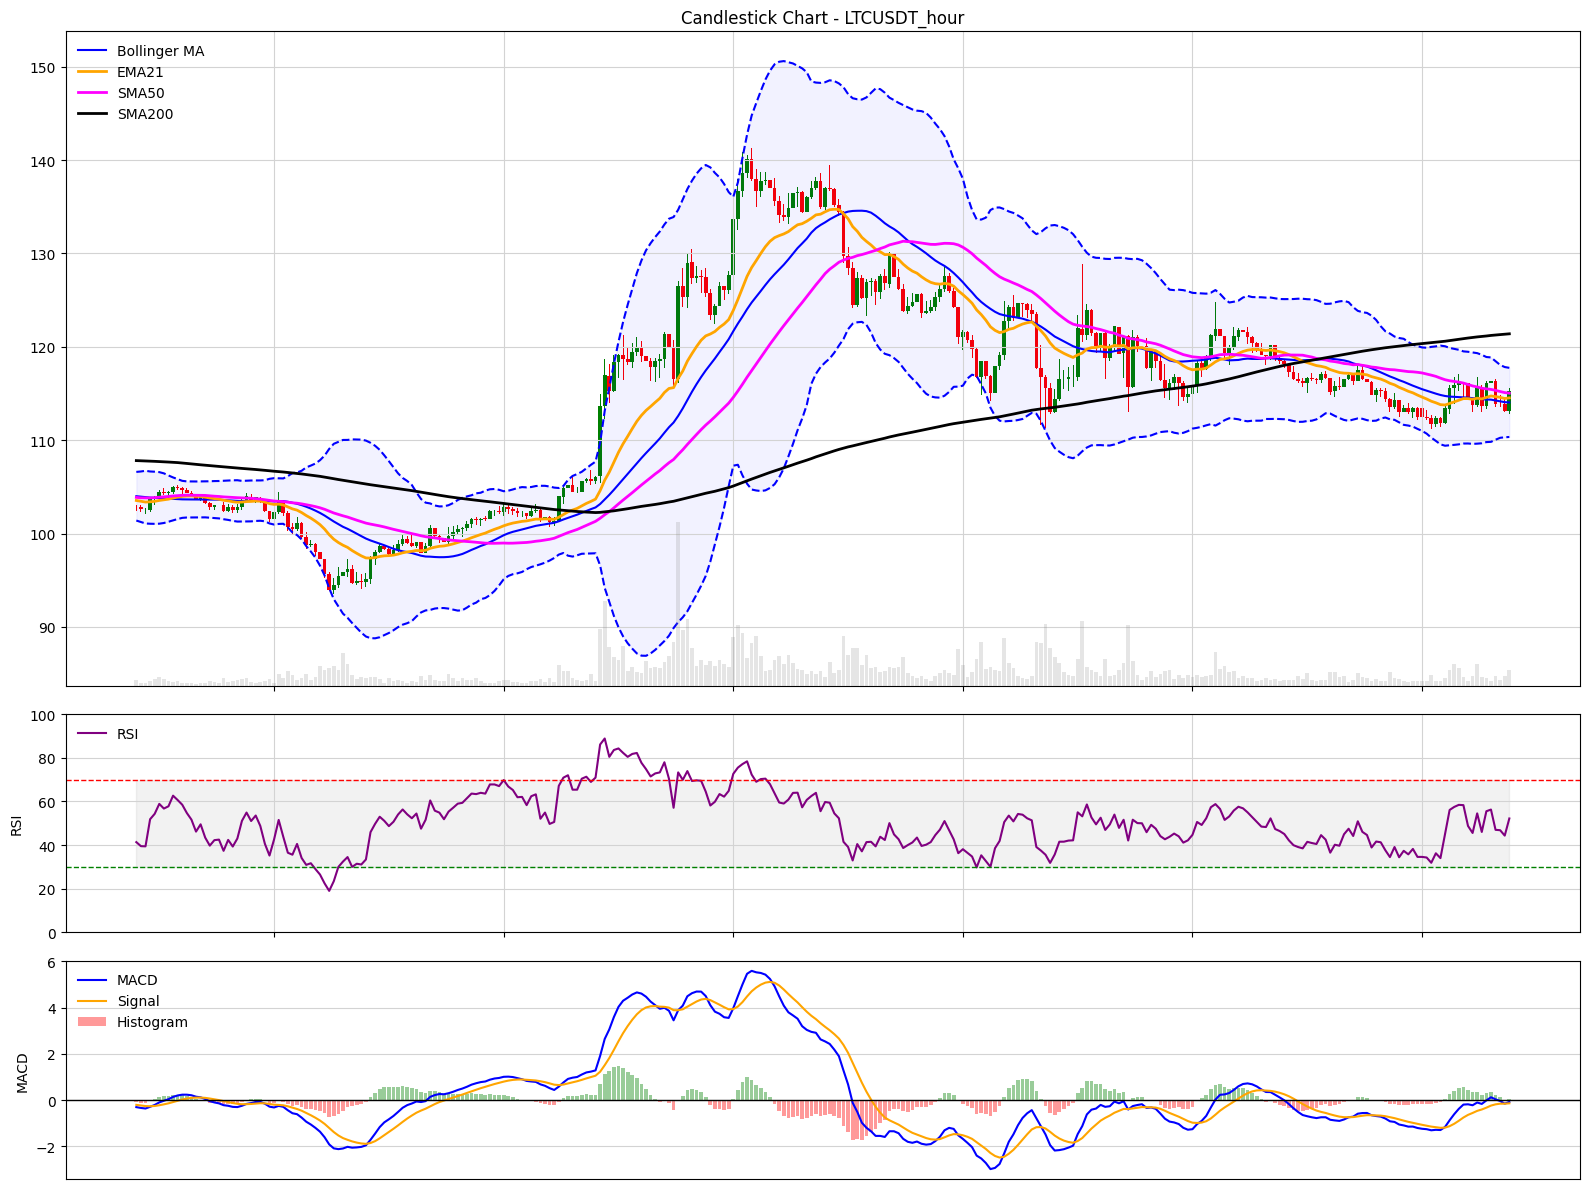 Candlestick Chart - LTCUSDT_hour
Bollinger MA
EMA21
SMA50
SMA200
150
140
130
120
110
100
90
RSI
100
80
60
40
20
0
RSI
MACD
Signal
Histogram
6
4
2
0
−2
MACD